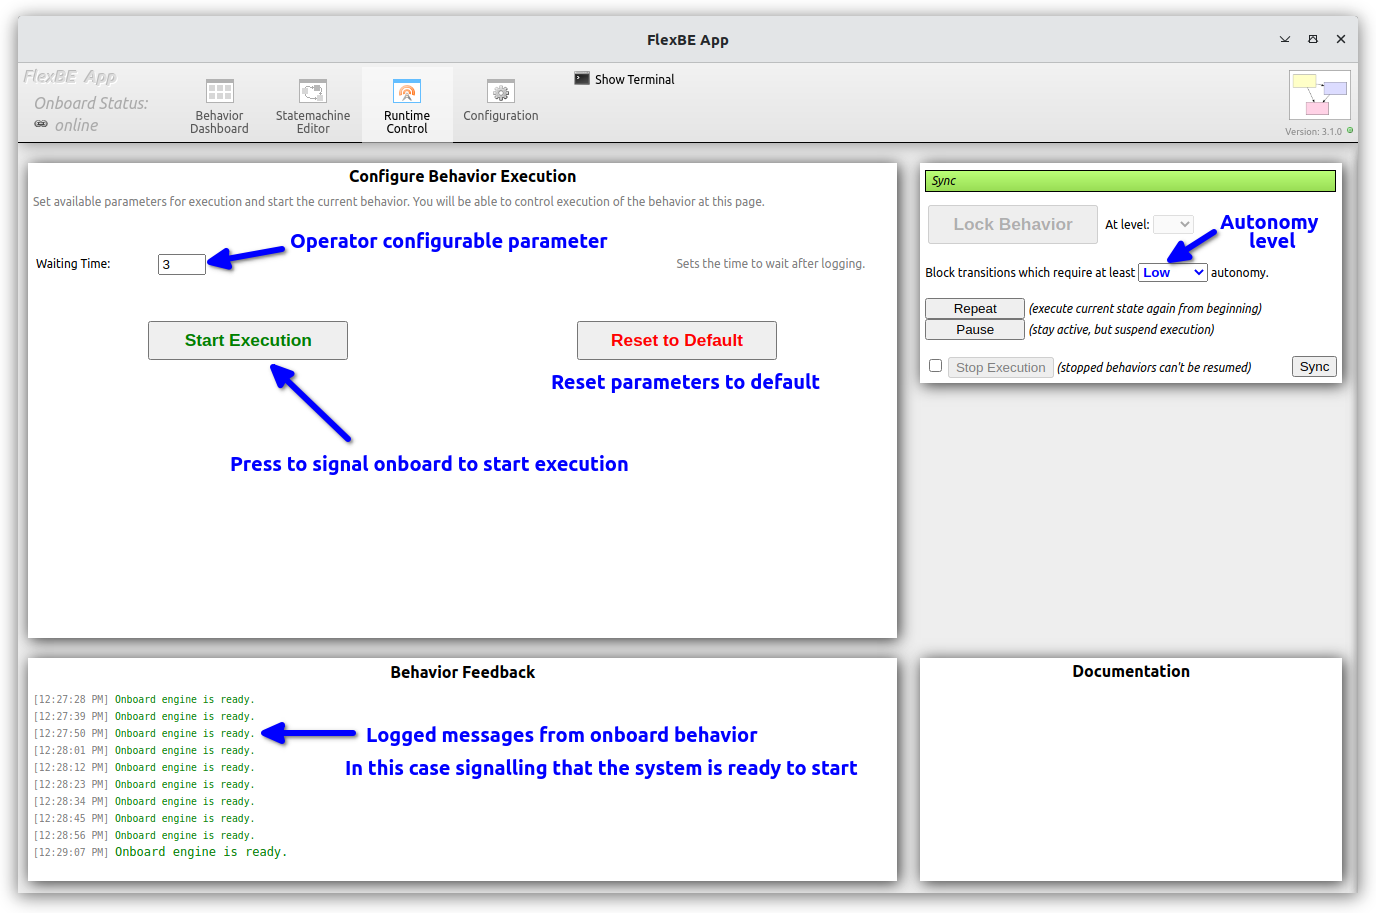 FlexBE App
FlexBE App
Onboard Status:
online
Behavior
Dashboard
Statemachine
Editor
Runtime
Control
Configuration
Show Terminal
Version: 3.1.0
Configure Behavior Execution
Set available parameters for execution and start the current behavior. You will be able to control execution of the behavior at this page.
Operator configurable parameter
Waiting Time:
3
Sets the time to wait after logging.
Start Execution
Reset to Default
Reset parameters to default
Press to signal onboard to start execution
Sync
Lock Behavior
At level:
Autonomy
level
Block transitions which require at least Low autonomy.
Repeat (execute current state again from beginning)
Pause (stay active, but suspend execution)
Stop Execution (stopped behaviors can't be resumed)
Sync
Behavior Feedback
[12:27:28 PM] Onboard engine is ready.
[12:27:39 PM] Onboard engine is ready.
[12:27:50 PM] Onboard engine is ready.
[12:28:01 PM] Onboard engine is ready.
[12:28:12 PM] Onboard engine is ready.
[12:28:23 PM] Onboard engine is ready.
[12:28:34 PM] Onboard engine is ready.
[12:28:45 PM] Onboard engine is ready.
[12:28:56 PM] Onboard engine is ready.
[12:29:07 PM] Onboard engine is ready.
Logged messages from onboard behavior
In this case signalling that the system is ready to start
Documentation